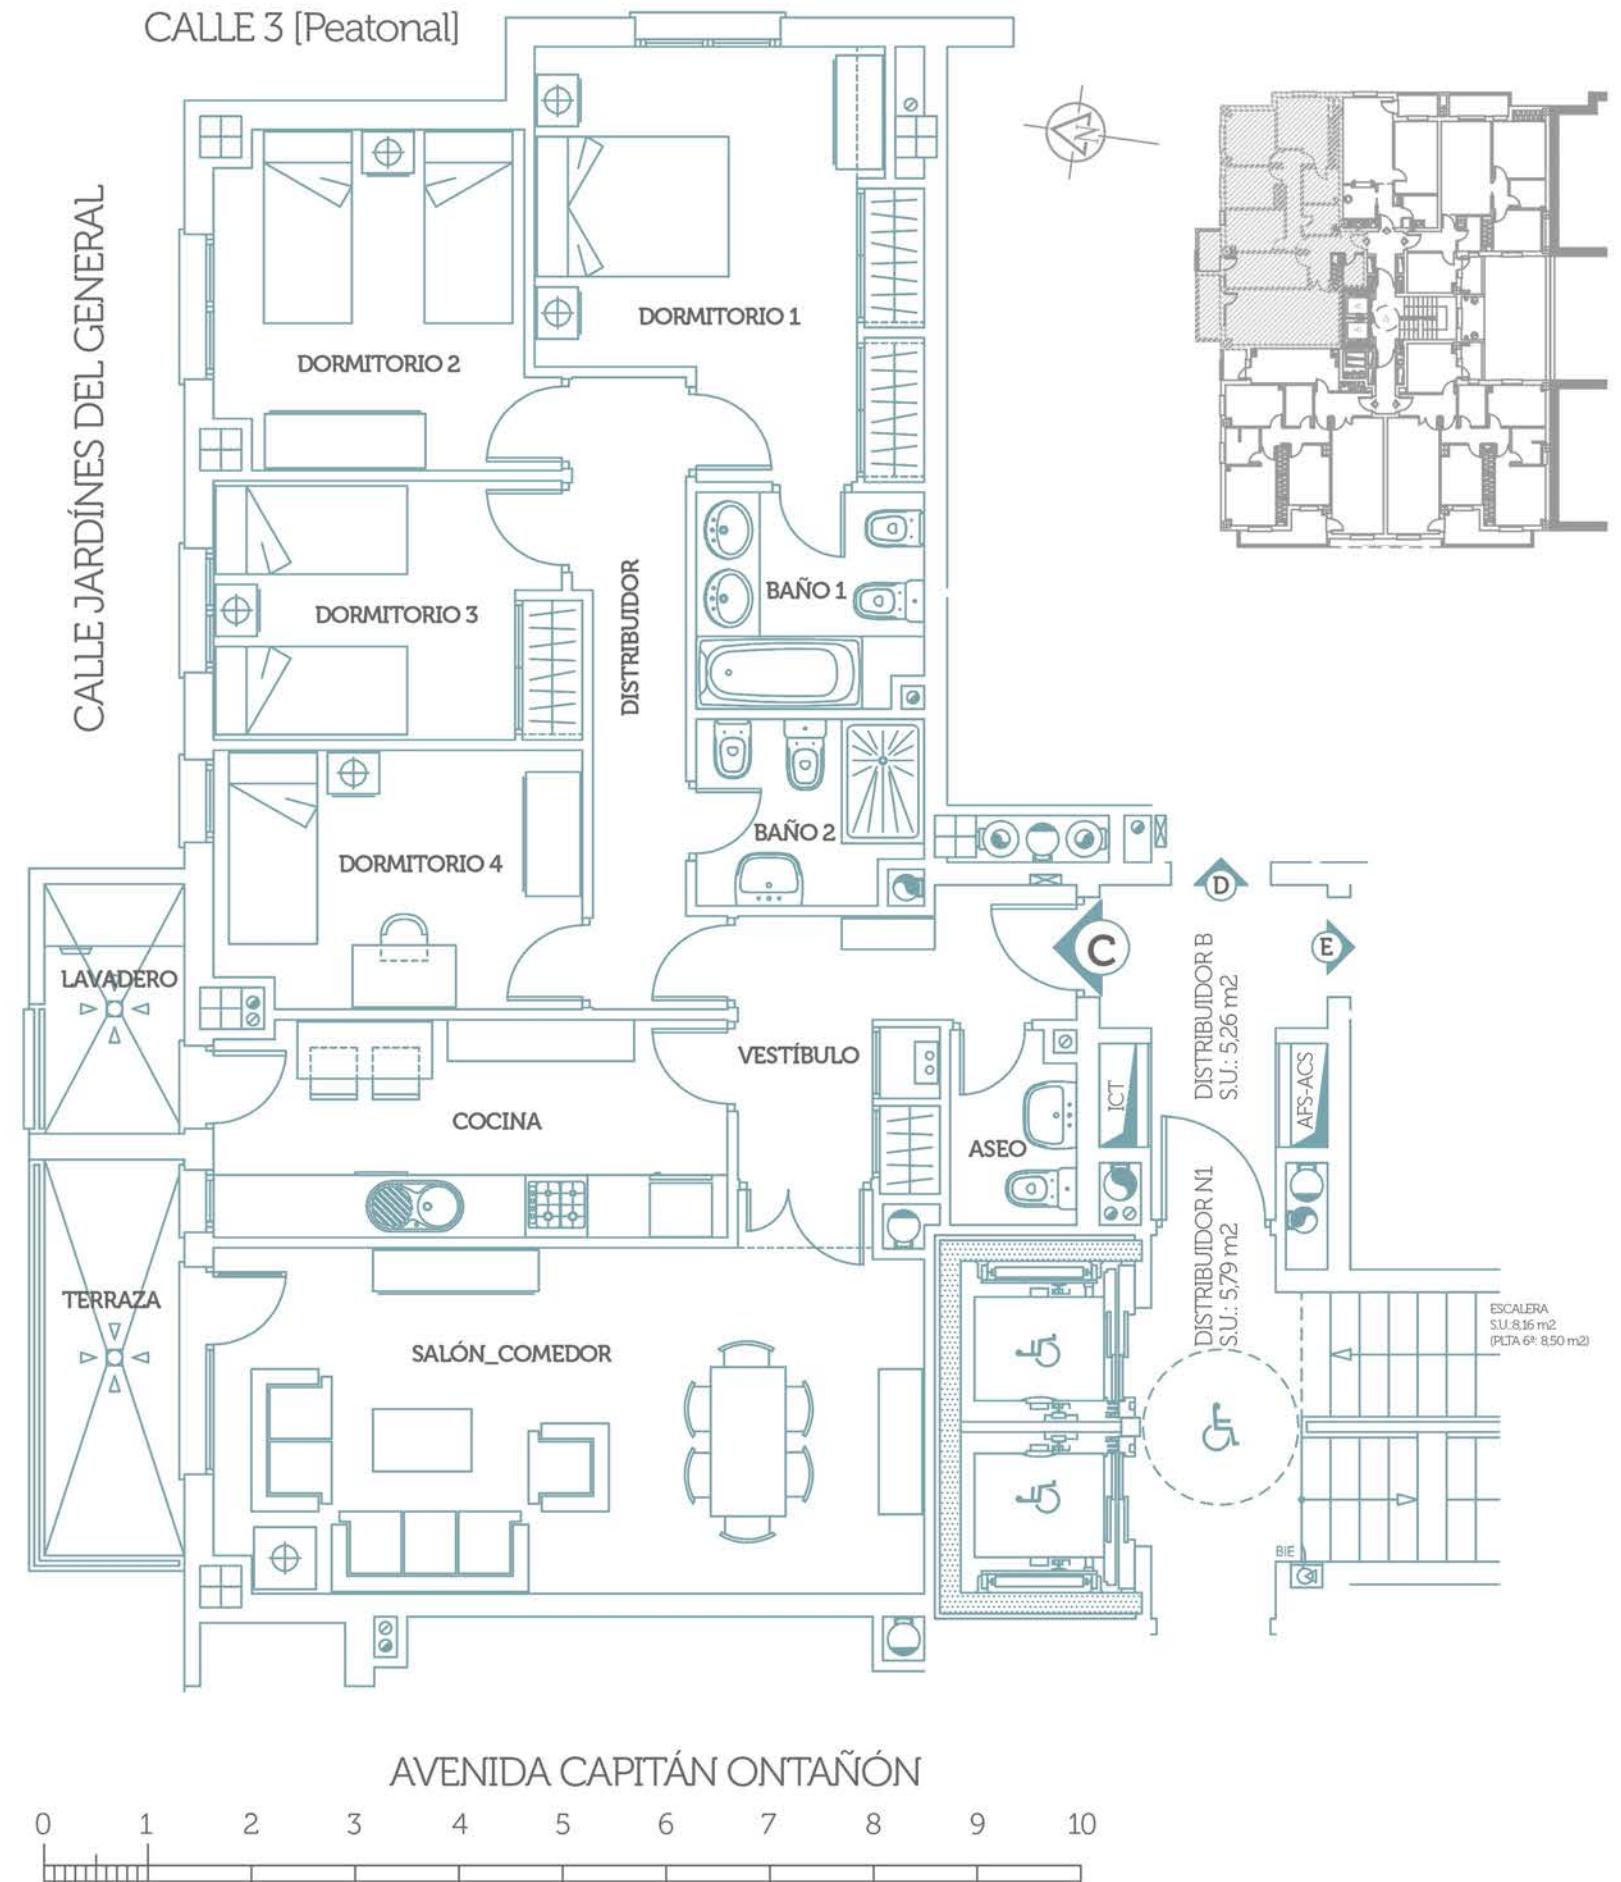 CALLE 3 [Peatonal]
N
CALLE JARDÍNES DEL GENERAL
DORMITORIO 1
DORMITORIO 2
DORMITORIO 3
DISTRIBUIDOR
BAÑO 1
BAÑO 2
DORMITORIO 4
D
C
E
LAVADERO
DISTRIBUIDOR B
S.U.: 5,26 m2
VESTÍBULO
ICT
AFS-ACS
COCINA
ASEO
DISTRIBUIDOR N1
S.U.: 5,79 m2
TERRAZA
ESCALERA
S.U.:8,16 m2
(PLTA 6ª: 8,50 m2)
SALÓN_COMEDOR
BIE
AVENIDA CAPITÁN ONTAÑÓN
0 1 2 3 4 5 6 7 8 9 10